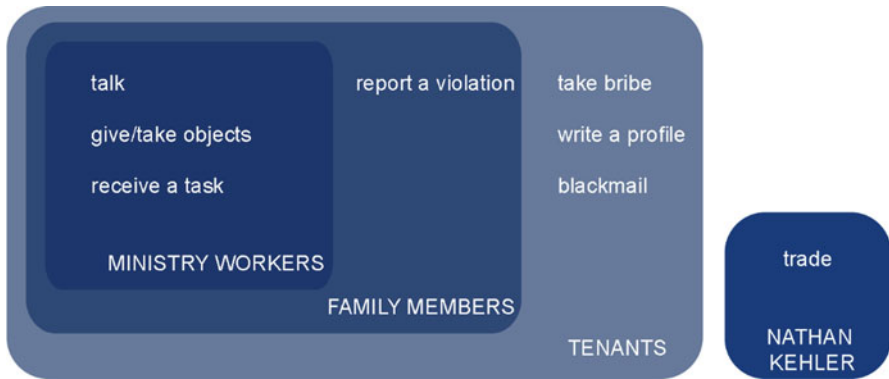 talk
give/take objects
receive a task
MINISTRY WORKERS
report a violation
FAMILY MEMBERS
take bribe
write a profile
blackmail
TENANTS
trade
NATHAN
KEHLER